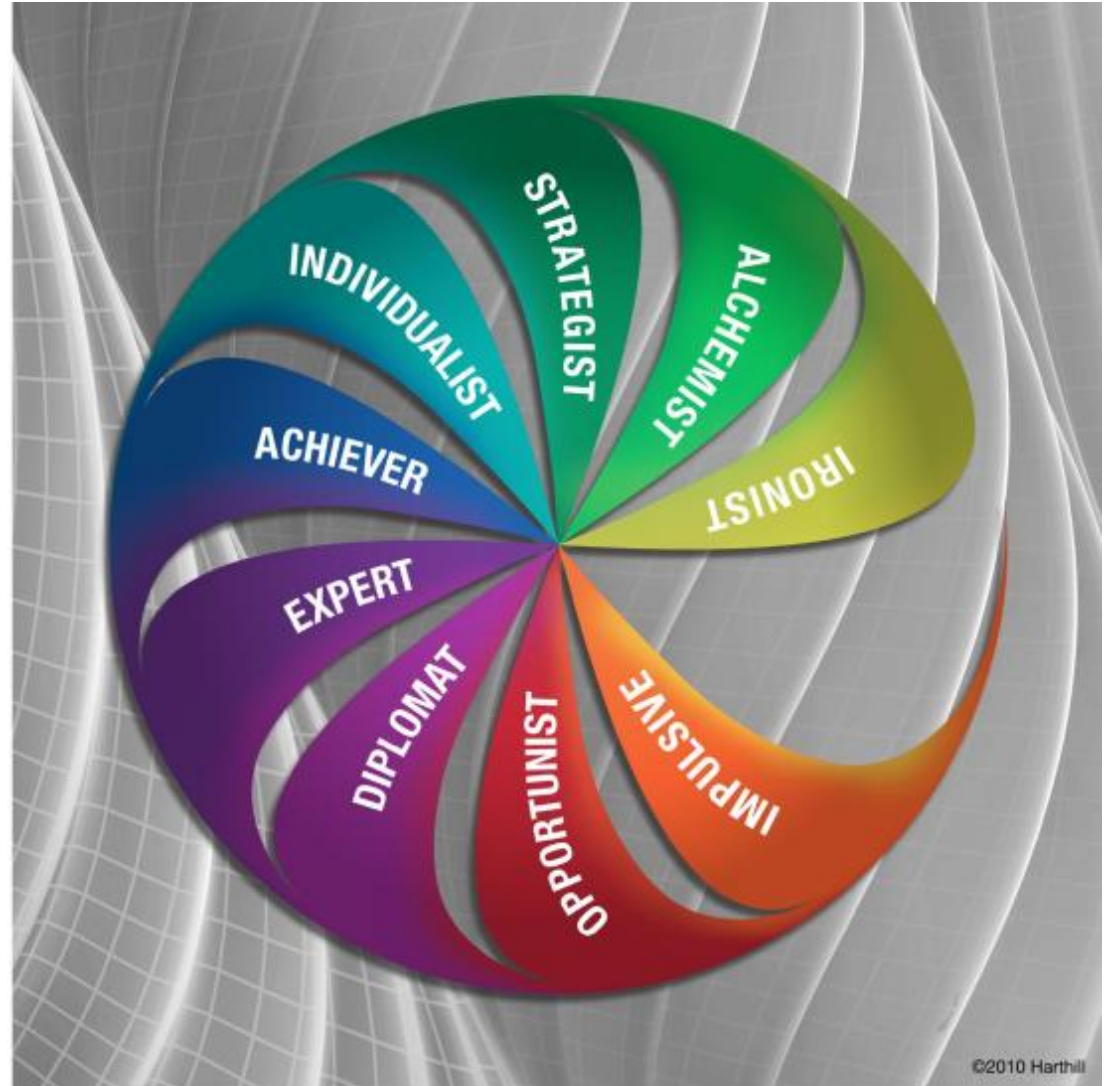 STRATEGIST
ALCHEMIST
INDIVIDUALIST
ACHIEVER
IRONIST
EXPERT
DIPLOMAT
OPPORTUNIST
IMPULSIVE
©2010 Harthill